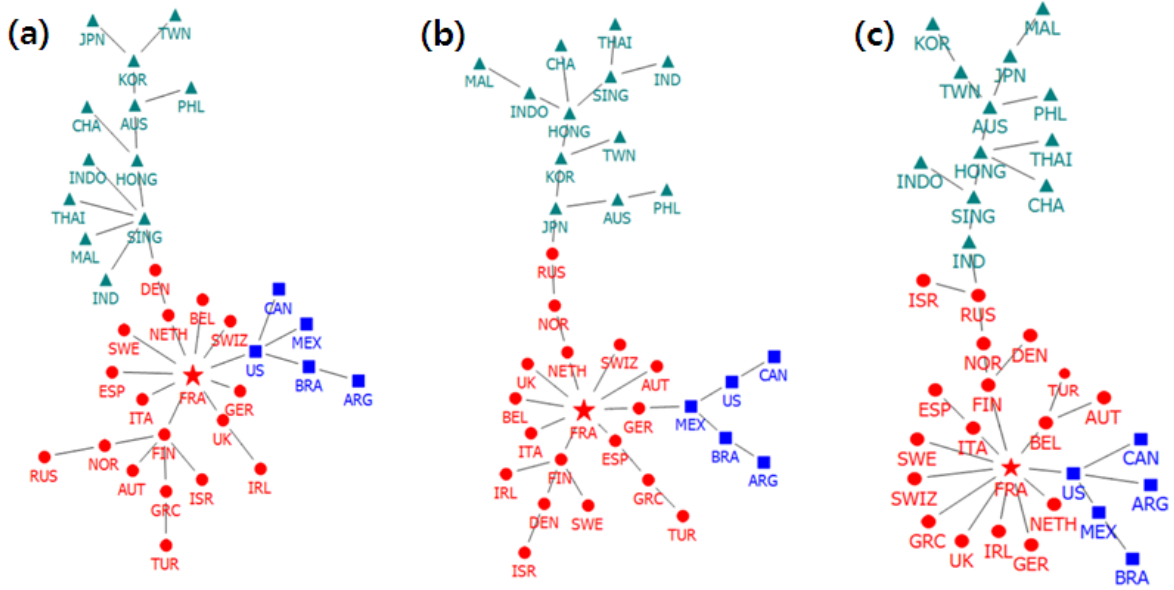 (a)
JPN
TWN
KOR
PHL
AUS
CHA
INDO
HONG
THAI
SING
MAL
IND
DEN
CAN
BEL
NETH
SWIZ
SWE
MEX
US
BRA
ESP
FRA
ARG
GER
ITA
UK
FIN
NOR
RUS
AUT
ISR
IRL
GRC
TUR
(b)
THAI
CHA
MAL
IND
SING
INDO
HONG
TWN
KOR
PHL
AUS
JPN
RUS
NOR
NETH
SWIZ
CAN
UK
AUT
US
BEL
FRA
GER
MEX
ITA
ESP
BRA
FIN
ARG
IRL
GRC
DEN
SWE
TUR
ISR
(c)
MAL
KOR
JPN
TWN
PHL
AUS
THAI
HONG
INDO
CHA
SING
IND
ISR
RUS
DEN
NOR
TUR
FIN
ESP
AUT
BEL
ITA
SWE
CAN
FRA
US
SWIZ
ARG
NETH
MEX
GRC
UK
IRL
GER
BRA